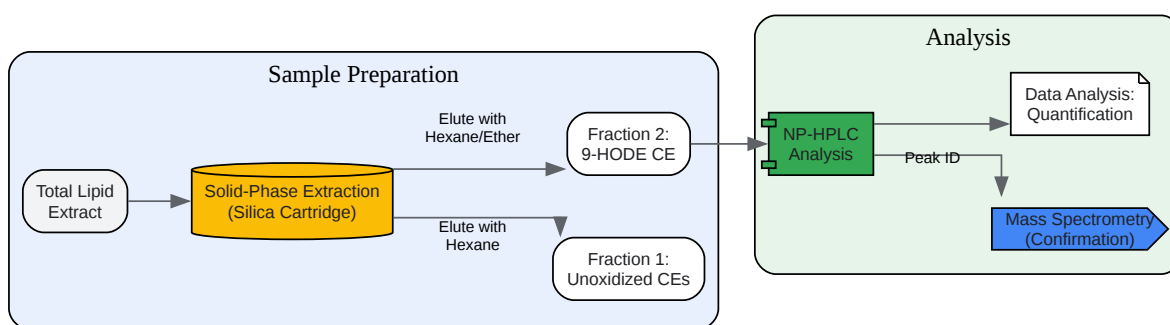 Sample Preparation
Total Lipid
Extract
Solid-Phase Extraction
(Silica Cartridge)
Elute with
Hexane/Ether
Fraction 2:
9-HODE CE
Elute with
Hexane
Fraction 1:
Unoxidized CEs
Analysis
NP-HPLC
Analysis
Data Analysis:
Quantification
Peak ID
Mass Spectrometry
(Confirmation)